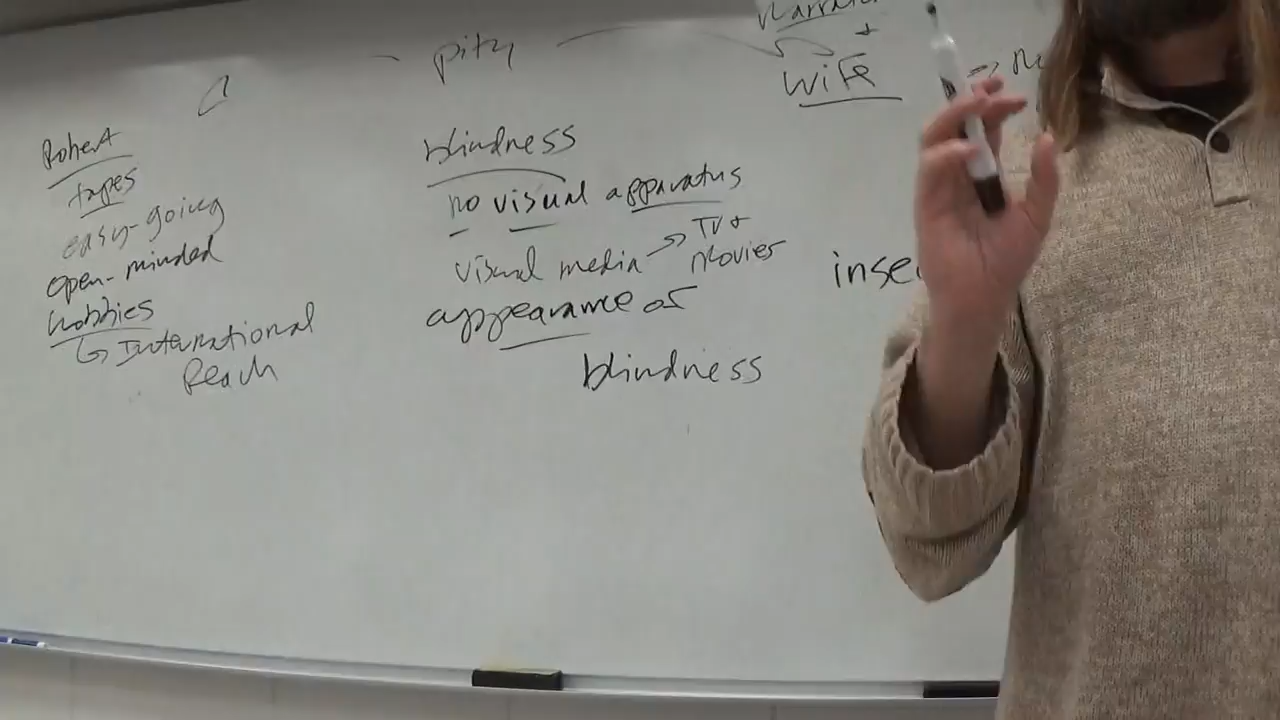 pity
Narrat
+
wife
Robert
tapes
easy-going
open-minded
hobbies
↳ International
Reach
blindness
no visual apparatus
visual media → TV +
movies
appearance of
blindness
inse